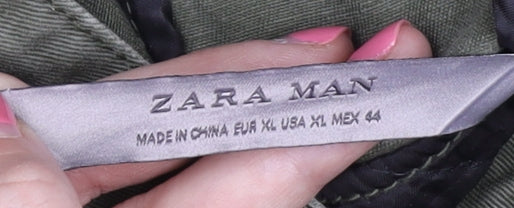 ZARA MAN
MADE IN CHINA EUR XL USA XL MEX 44